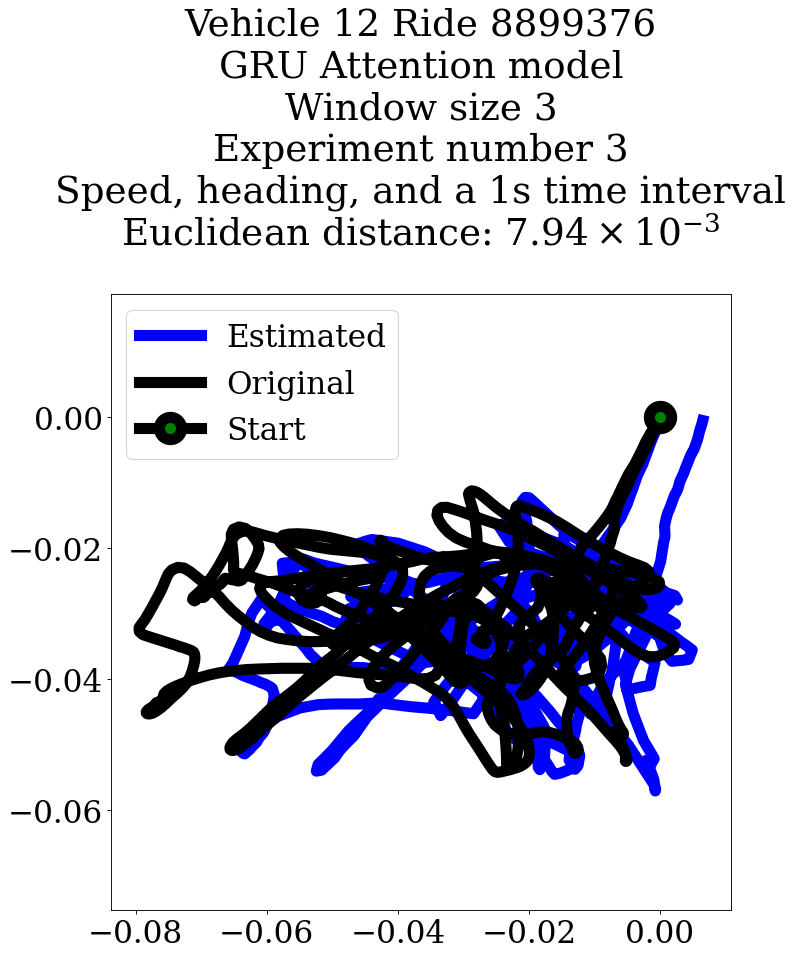 Vehicle 12 Ride 8899376
GRU Attention model
Window size 3
Experiment number 3
Speed, heading, and a 1s time interval
Euclidean distance: 7.94 × 10⁻³
Estimated
Original
Start
0.00
−0.02
−0.04
−0.06
−0.08 −0.06 −0.04 −0.02 0.00